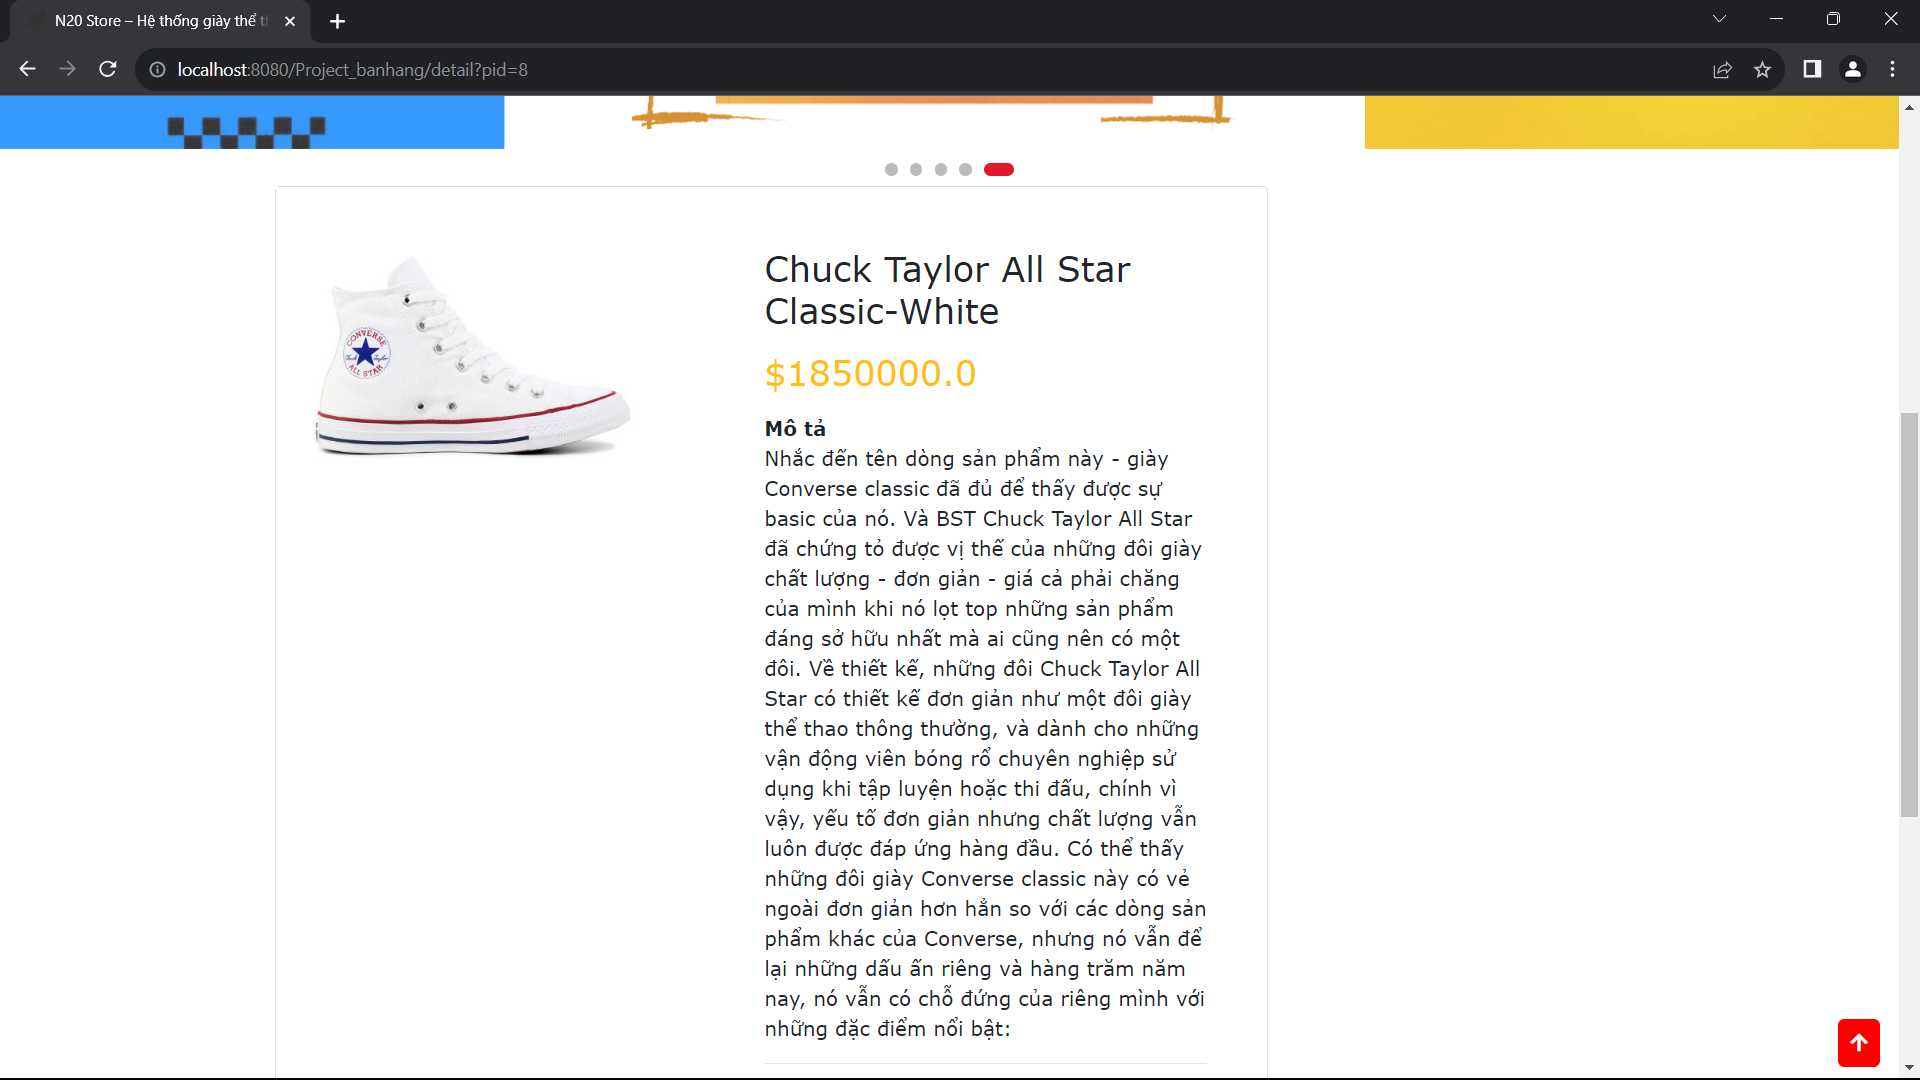 N20 Store – Hệ thống giày thể t
localhost:8080/Project_banhang/detail?pid=8
CONVERSE
ALL STAR
Chuck Taylor All Star
Classic-White
$1850000.0
Mô tả
Nhắc đến tên dòng sản phẩm này - giày
Converse classic đã đủ để thấy được sự
basic của nó. Và BST Chuck Taylor All Star
đã chứng tỏ được vị thế của những đôi giày
chất lượng - đơn giản - giá cả phải chăng
của mình khi nó lọt top những sản phẩm
đáng sở hữu nhất mà ai cũng nên có một
đôi. Về thiết kế, những đôi Chuck Taylor All
Star có thiết kế đơn giản như một đôi giày
thể thao thông thường, và dành cho những
vận động viên bóng rổ chuyên nghiệp sử
dụng khi tập luyện hoặc thi đấu, chính vì
vậy, yếu tố đơn giản nhưng chất lượng vẫn
luôn được đáp ứng hàng đầu. Có thể thấy
những đôi giày Converse classic này có vẻ
ngoài đơn giản hơn hẳn so với các dòng sản
phẩm khác của Converse, nhưng nó vẫn để
lại những dấu ấn riêng và hàng trăm năm
nay, nó vẫn có chỗ đứng của riêng mình với
những đặc điểm nổi bật: